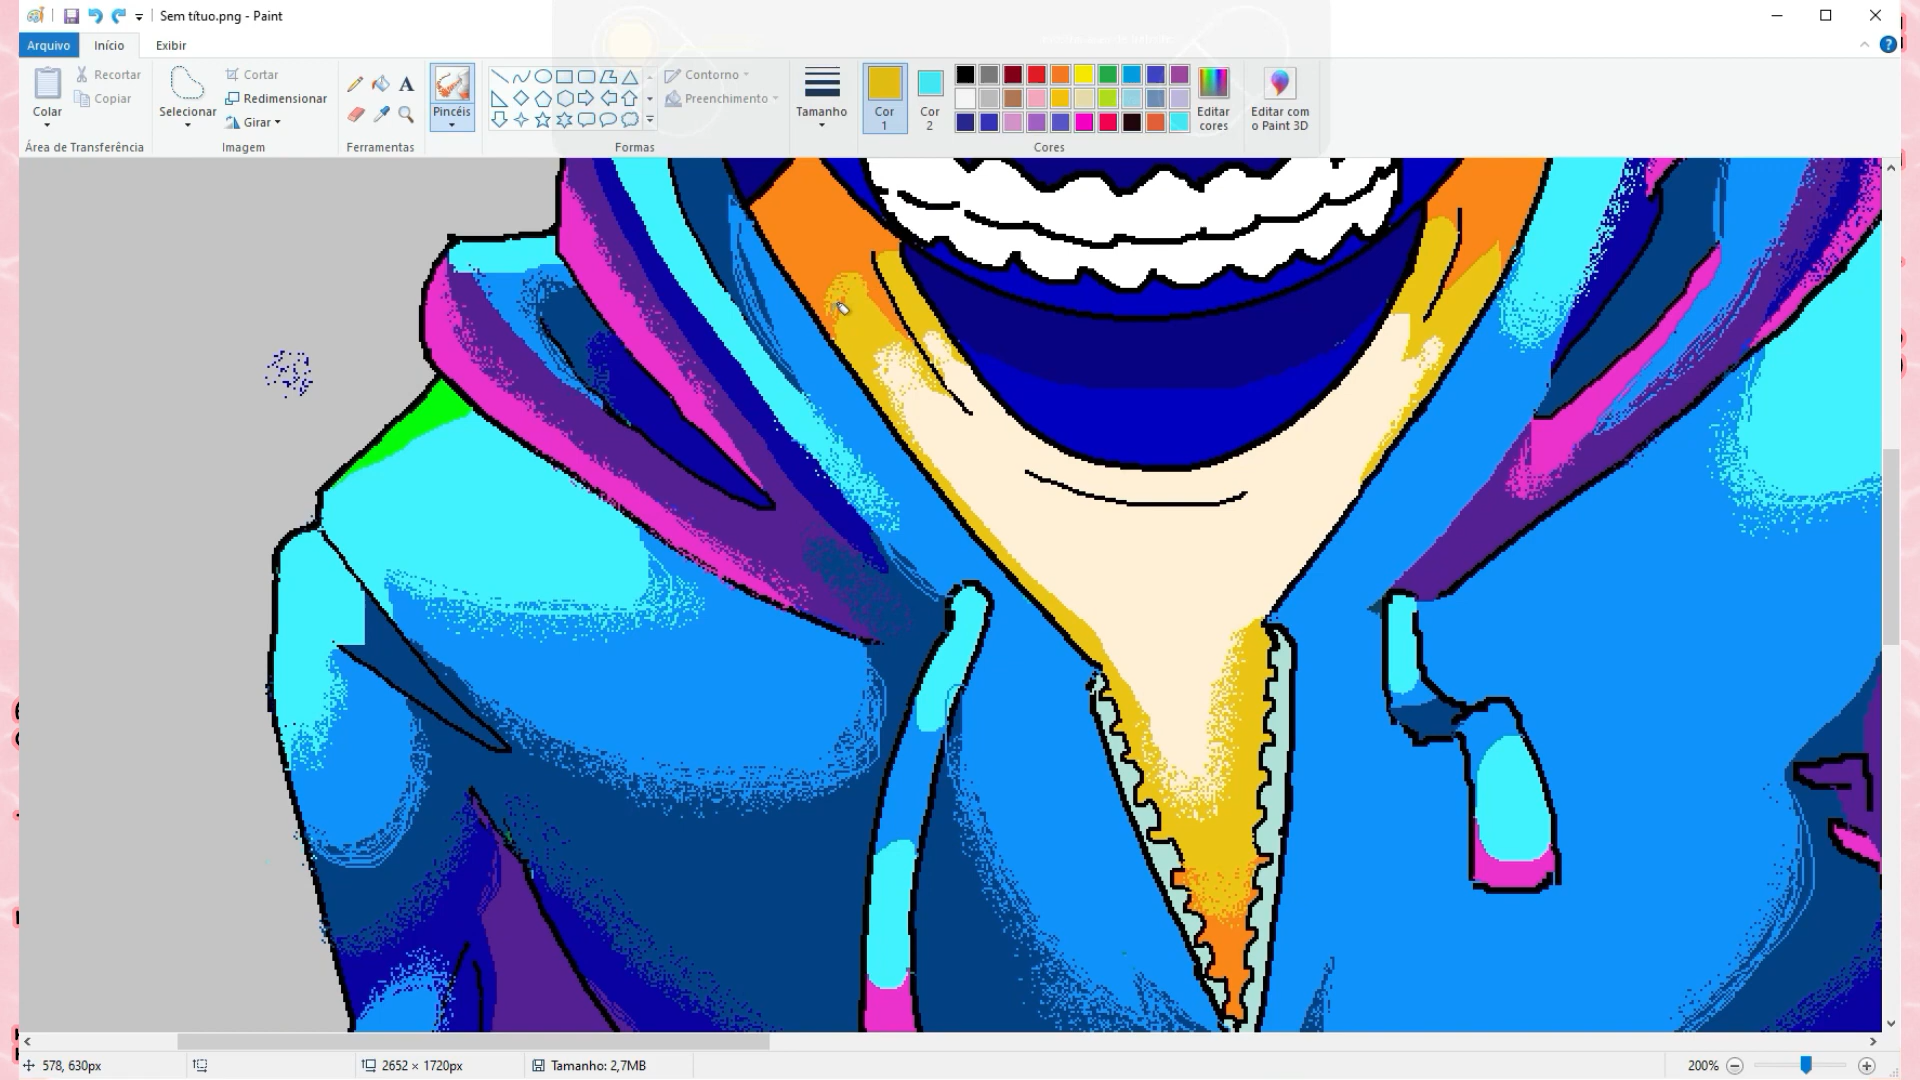 Sem títuo.png - Paint
Arquivo
Início
Exibir
Colar
Recortar
Copiar
Selecionar
Cortar
Redimensionar
Girar
A
Pincéis
Contorno
Preenchimento
Tamanho
Cor
1
Cor
2
Editar
cores
Editar com
o Paint 3D
Área de Transferência
Imagem
Ferramentas
Formas
Cores
578, 630px
2652 × 1720px
Tamanho: 2,7MB
200%